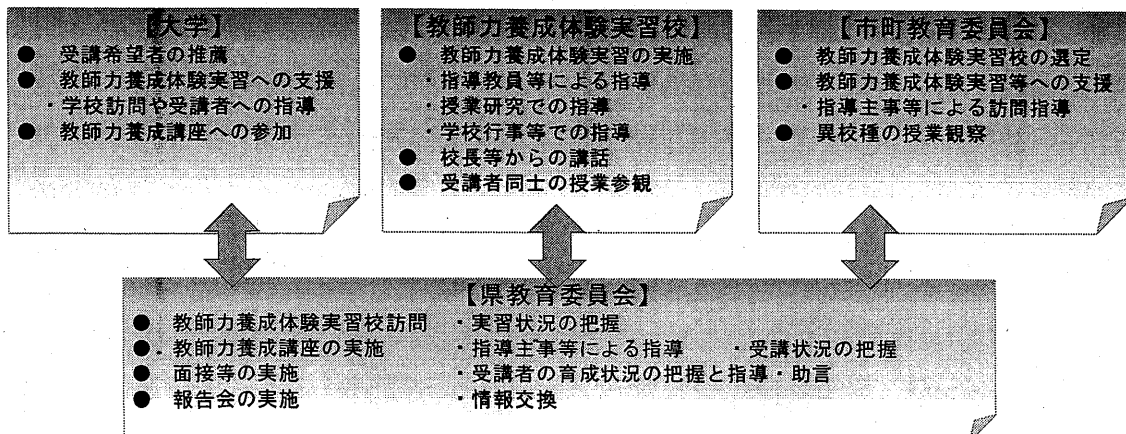 【大学】
● 受講希望者の推薦
● 教師力養成体験実習への支援
・学校訪問や受講者への指導
● 教師力養成講座への参加
【教師力養成体験実習校】
● 教師力養成体験実習の実施
・指導教員等による指導
・授業研究での指導
・学校行事等での指導
● 校長等からの講話
● 受講者同士の授業参観
【市町教育委員会】
● 教師力養成体験実習校の選定
● 教師力養成体験実習等への支援
・指導主事等による訪問指導
● 異校種の授業観察
【県教育委員会】
● 教師力養成体験実習校訪問 ・実習状況の把握
● 教師力養成講座の実施 ・指導主事等による指導 ・受講状況の把握
● 面接等の実施 ・受講者の育成状況の把握と指導・助言
● 報告会の実施 ・情報交換